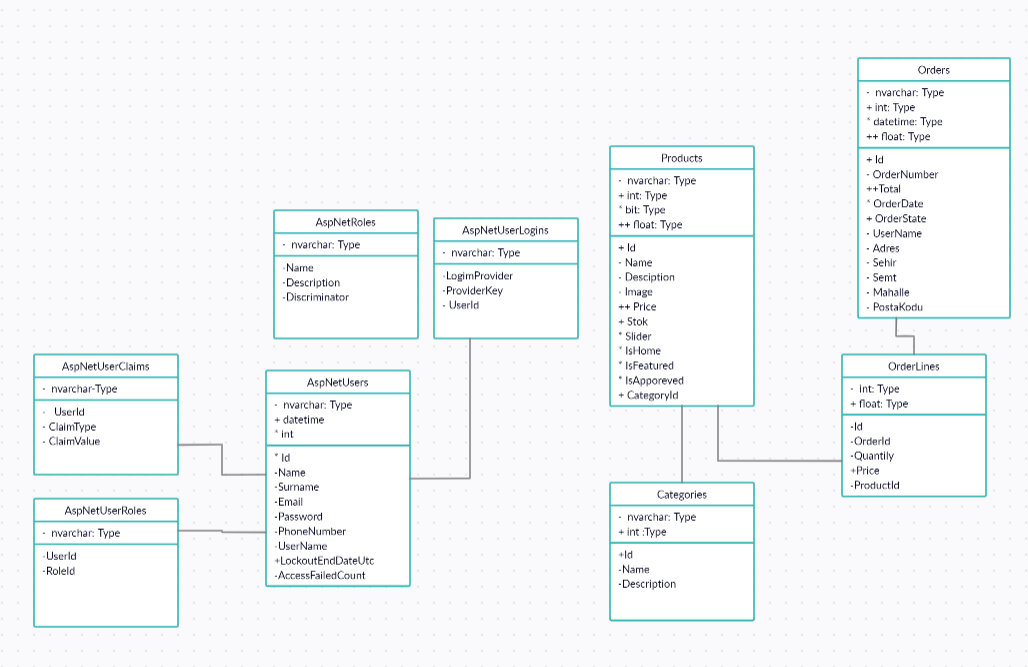 Orders
- nvarchar: Type
+ int: Type
* datetime: Type
++ float: Type
+ Id
- OrderNumber
++Total
* OrderDate
+ OrderState
- UserName
- Adres
- Sehir
- Semt
- Mahalle
- PostaKodu
Products
- nvarchar: Type
+ int: Type
* bit: Type
++ float: Type
+ Id
- Name
- Desciption
- Image
++ Price
+ Stok
* Slider
* IsHome
* IsFeatured
* IsApporeved
+ CategoryId
AspNetRoles
- nvarchar: Type
-Name
-Description
-Discriminator
AspNetUserLogins
- nvarchar: Type
-LogimProvider
-ProviderKey
- UserId
AspNetUserClaims
- nvarchar-Type
- UserId
- ClaimType
- ClaimValue
AspNetUsers
- nvarchar: Type
+ datetime
* int
* Id
-Name
-Surname
-Email
-Password
-PhoneNumber
-UserName
+LockoutEndDateUtc
-AccessFailedCount
OrderLines
- int: Type
+ float: Type
-Id
-OrderId
-Quantily
+Price
-ProductId
AspNetUserRoles
- nvarchar: Type
-UserId
-RoleId
Categories
- nvarchar: Type
+ int :Type
+Id
-Name
-Description